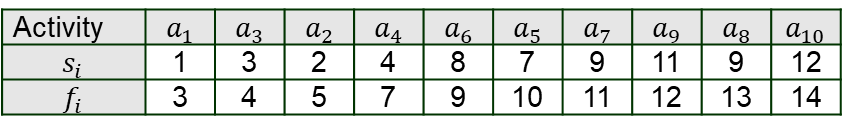 Activity a₁ a₃ a₂ a₄ a₆ a₅ a₇ a₉ a₈ a₁₀
sᵢ 1 3 2 4 8 7 9 11 9 12
fᵢ 3 4 5 7 9 10 11 12 13 14